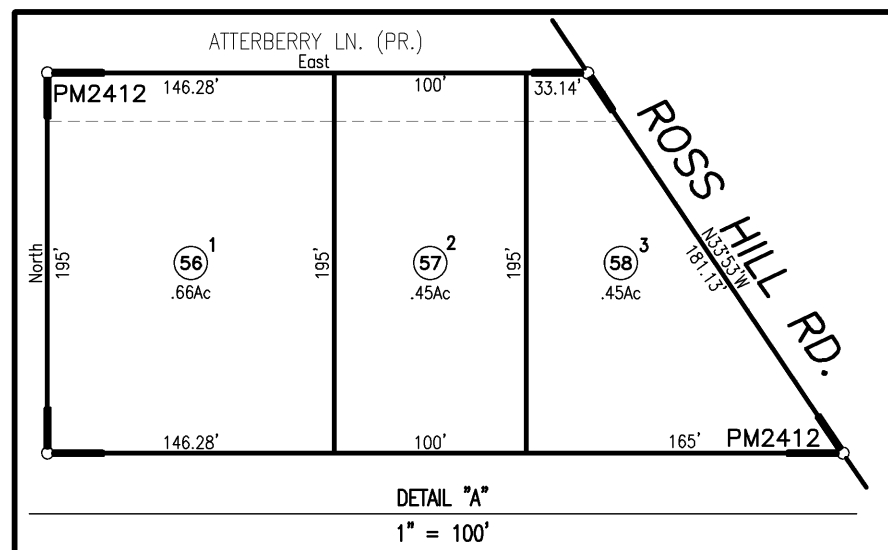 ATTERBERRY LN. (PR.)
East
146.28'
100'
33.14'
PM2412
ROSS HILL RD.
N33°53'W
181.13'
North
195'
195'
195'
56 1
57 2
58 3
.66Ac
.45Ac
.45Ac
146.28'
100'
165'
PM2412
DETAIL "A"
1" = 100'